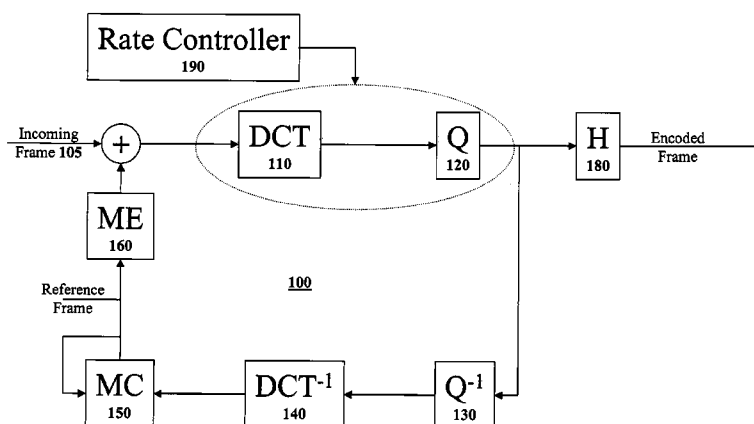 Rate Controller
190
Incoming
Frame 105
+
DCT
110
Q
120
H
180
Encoded
Frame
ME
160
100
Reference
Frame
MC
150
DCT-1
140
Q-1
130